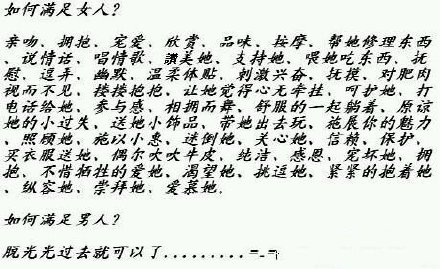 如何满足女人？
亲吻、拥抱、宠爱、欣赏、品味、按摩、帮她修理东西
、说情话、唱情歌、讚美她、支持她、喂她吃东西、抚
慰、逗弄、幽默、温柔体贴、刺激兴奋、抚摸、对肥肉
视而不见、搂搂抱抱、让她觉得心无牵挂、呵护她、打
电话给她、参与感、相拥而舞、舒服的一起躺着、原谅
她的小过失、送她小饰品、带她出去玩、施展你的魅力
、照顾她、施以小惠、迷倒她、关心她、信赖、保护、
买衣服送她、偶尔吹吹牛皮、纯洁、感恩、宠坏她、拥
抱、不惜牺牲的爱她、渴望她、挑逗她、紧紧的抱着她
、纵容她、崇拜她、爱慕她.
如何满足男人？
脱光光过去就可以了.........=.=